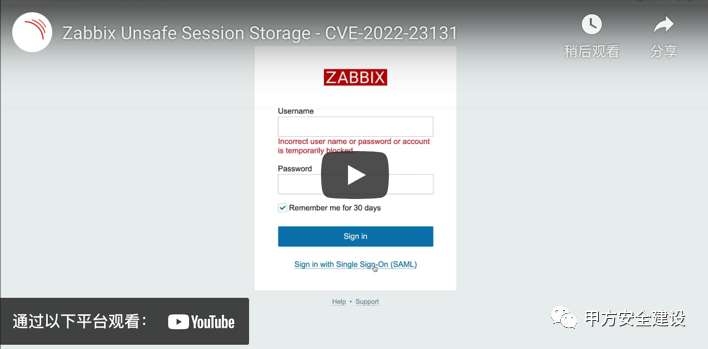 Zabbix Unsafe Session Storage - CVE-2022-23131
稍后观看
分享
ZABBIX
Username
Incorrect user name or password or account
is temporarily blocked.
Password
Remember me for 30 days
Sign in
Sign in with Single Sign-On (SAML)
Help • Support
通过以下平台观看： YouTube
甲方安全建设